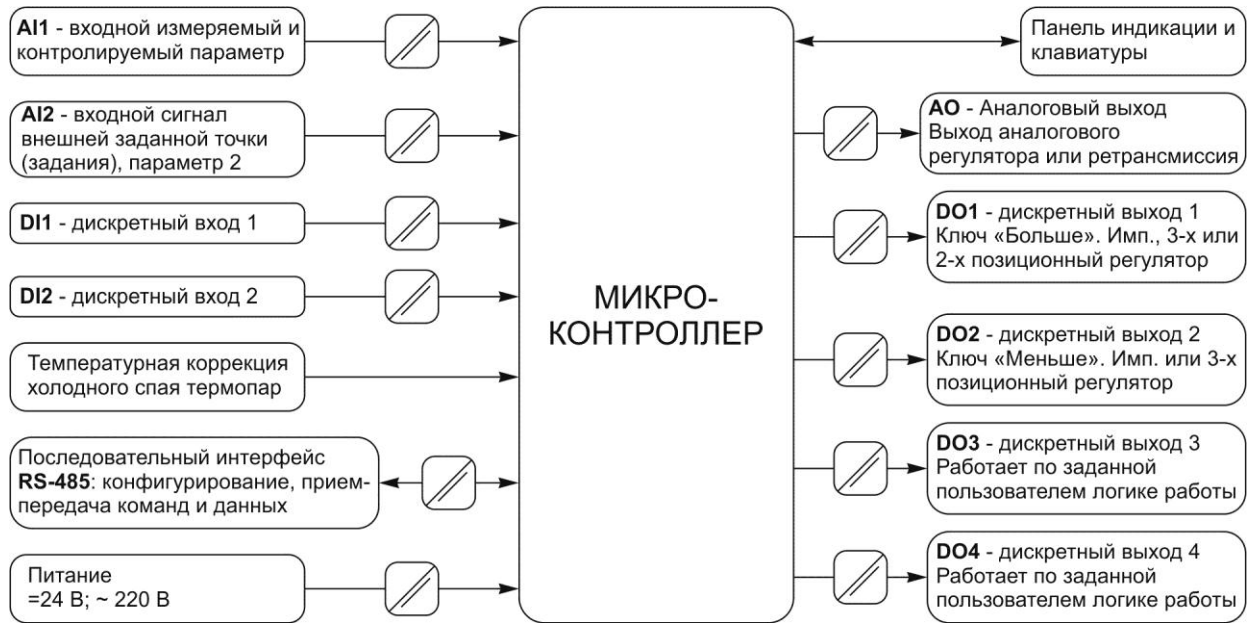 AI1 - входной измеряемый и
контролируемый параметр
AI2 - входной сигнал
внешней заданной точки
(задания), параметр 2
DI1 - дискретный вход 1
DI2 - дискретный вход 2
Температурная коррекция
холодного спая термопар
Последовательный интерфейс
RS-485: конфигурирование, прием-
передача команд и данных
Питание
=24 В; ~ 220 В
МИКРО-
КОНТРОЛЛЕР
Панель индикации и
клавиатуры
AO - Аналоговый выход
Выход аналогового
регулятора или ретрансмиссия
DO1 - дискретный выход 1
Ключ «Больше». Имп., 3-х или
2-х позиционный регулятор
DO2 - дискретный выход 2
Ключ «Меньше». Имп. или 3-х
позиционный регулятор
DO3 - дискретный выход 3
Работает по заданной
пользователем логике работы
DO4 - дискретный выход 4
Работает по заданной
пользователем логике работы